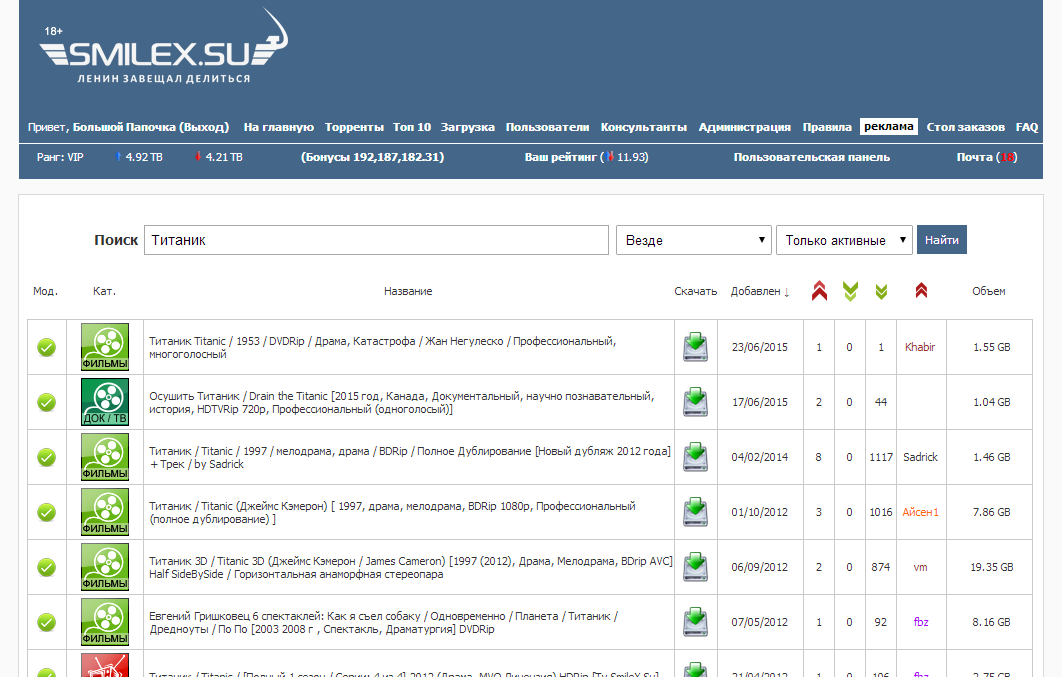 18+
SMILEX.SU
ЛЕНИН ЗАВЕЩАЛ ДЕЛИТЬСЯ
Привет, Большой Папочка (Выход) На главную Торренты Топ 10 Загрузка Пользователи Консультанты Администрация Правила реклама Стол заказов FAQ
Ранг: VIP 4.92 TB 4.21 TB (Бонусы 192,187,182.31) Ваш рейтинг ( 11.93) Пользовательская панель Почта (18)
Поиск Титаник Везде Только активные Найти
Мод. Кат. Название Скачать Добавлен ↓ Объем
ФИЛЬМЫ
Титаник Titanic / 1953 / DVDRip / Драма, Катастрофа / Жан Негулеско / Профессиональный,
многоголосный
23/06/2015 1 0 1 Khabir 1.55 GB
ДОК / ТВ
Осушить Титаник / Drain the Titanic [2015 год, Канада, Документальный, научно познавательный,
история, HDTVRip 720p, Профессиональный (одноголосый)]
17/06/2015 2 0 44 1.04 GB
ФИЛЬМЫ
Титаник / Titanic / 1997 / мелодрама, драма / BDRip / Полное Дублирование [Новый дубляж 2012 года]
+ Трек / by Sadrick
04/02/2014 8 0 1117 Sadrick 1.46 GB
ФИЛЬМЫ
Титаник / Titanic (Джеймс Кэмерон) [ 1997, драма, мелодрама, BDRip 1080p, Профессиональный
(полное дублирование) ]
01/10/2012 3 0 1016 Айсен1 7.86 GB
ФИЛЬМЫ
Титаник 3D / Titanic 3D (Джеймс Кэмерон / James Cameron) [1997 (2012), Драма, Мелодрама, BDrip AVC]
Half SideBySide / Горизонтальная анаморфная стереопара
06/09/2012 2 0 874 vm 19.35 GB
ФИЛЬМЫ
Евгений Гришковец 6 спектаклей: Как я съел собаку / Одновременно / Планета / Титаник /
Дредноуты / По По [2003 2008 г , Спектакль, Драматургия] DVDRip
07/05/2012 1 0 92 fbz 8.16 GB
Титаник / Titanic / [Полный 1 сезон / Серии: 4 из 4] 2012 (Драма,